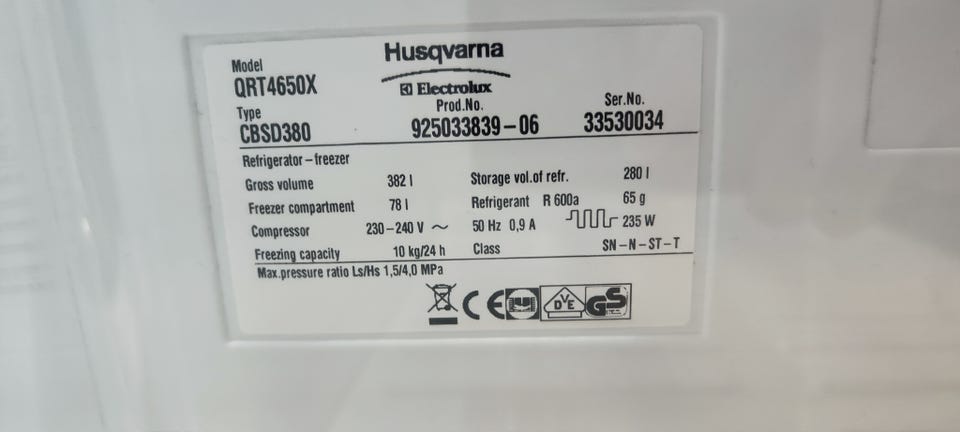 Husqvarna
Electrolux
Model
QRT4650X
Type
CBSD380
Prod.No.
925033839-06
Ser.No.
33530034
Refrigerator-freezer
Gross volume 382 l Storage vol.of refr. 280 l
Freezer compartment 78 l Refrigerant R 600a 65 g
Compressor 230-240 V ~ 50 Hz 0,9 A 235 W
Freezing capacity 10 kg/24 h Class SN-N-ST-T
Max.pressure ratio Ls/Hs 1,5/4,0 MPa
CE DVE GS